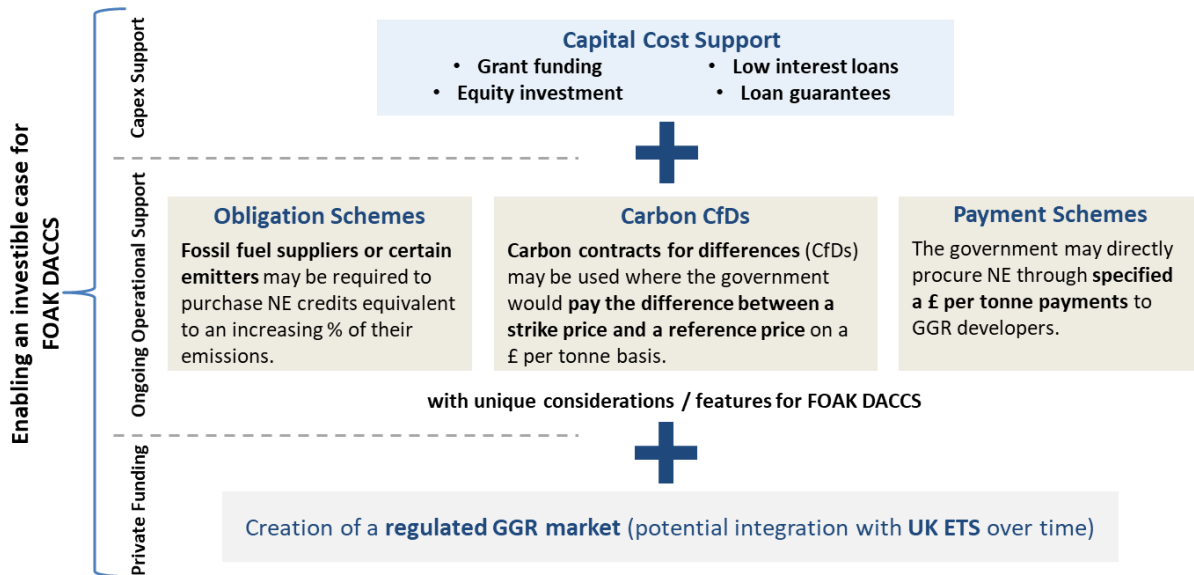 Enabling an investible case for
FOAK DACCS
Capex Support
Capital Cost Support
• Grant funding
• Equity investment
• Low interest loans
• Loan guarantees
Ongoing Operational Support
Obligation Schemes
Fossil fuel suppliers or certain
emitters may be required to
purchase NE credits equivalent
to an increasing % of their
emissions.
Carbon CfDs
Carbon contracts for differences (CfDs)
may be used where the government
would pay the difference between a
strike price and a reference price on a
£ per tonne basis.
Payment Schemes
The government may directly
procure NE through specified
a £ per tonne payments to
GGR developers.
with unique considerations / features for FOAK DACCS
Private Funding
Creation of a regulated GGR market (potential integration with UK ETS over time)